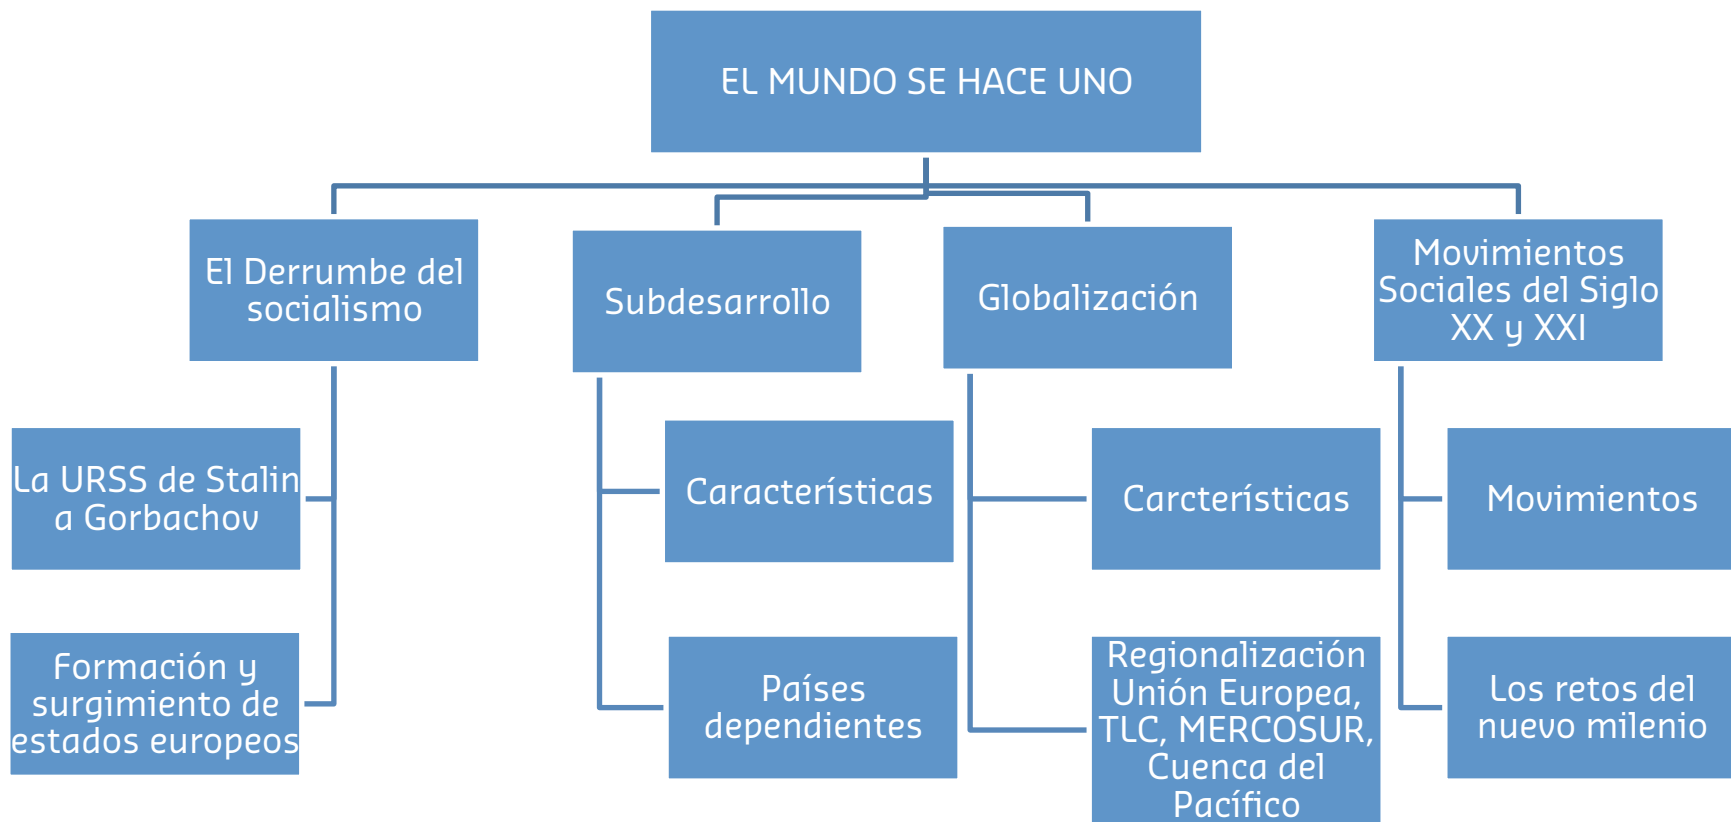 EL MUNDO SE HACE UNO
El Derrumbe del
socialismo
Subdesarrollo
Globalización
Movimientos
Sociales del Siglo
XX y XXI
La URSS de Stalin
a Gorbachov
Características
Carcterísticas
Movimientos
Formación y
surgimiento de
estados europeos
Países
dependientes
Regionalización
Unión Europea,
TLC, MERCOSUR,
Cuenca del
Pacífico
Los retos del
nuevo milenio